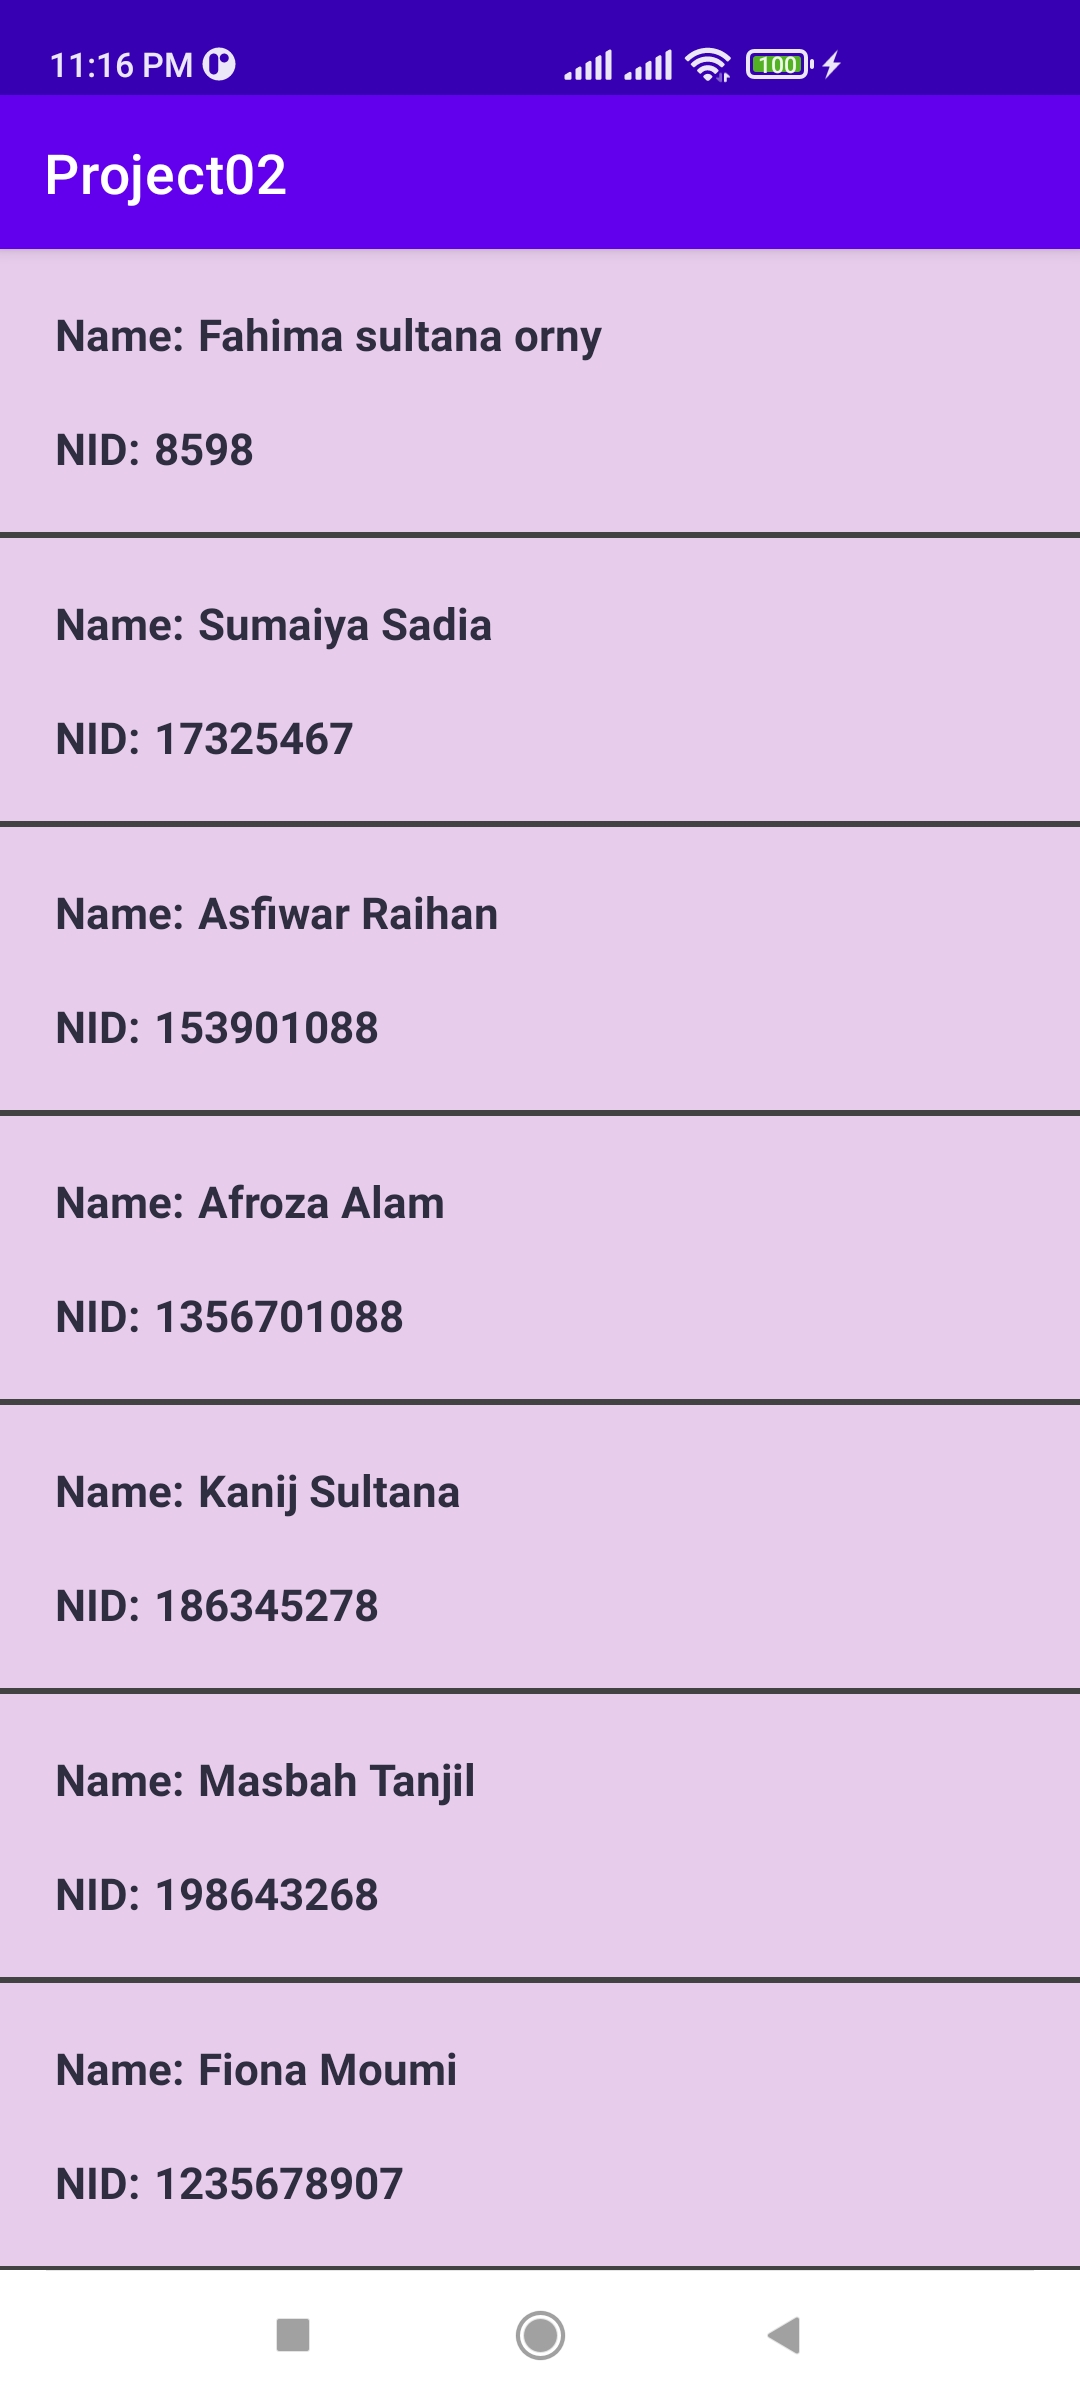 11:16 PM
100
Project02
Name: Fahima sultana orny
NID: 8598
Name: Sumaiya Sadia
NID: 17325467
Name: Asfiwar Raihan
NID: 153901088
Name: Afroza Alam
NID: 1356701088
Name: Kanij Sultana
NID: 186345278
Name: Masbah Tanjil
NID: 198643268
Name: Fiona Moumi
NID: 1235678907